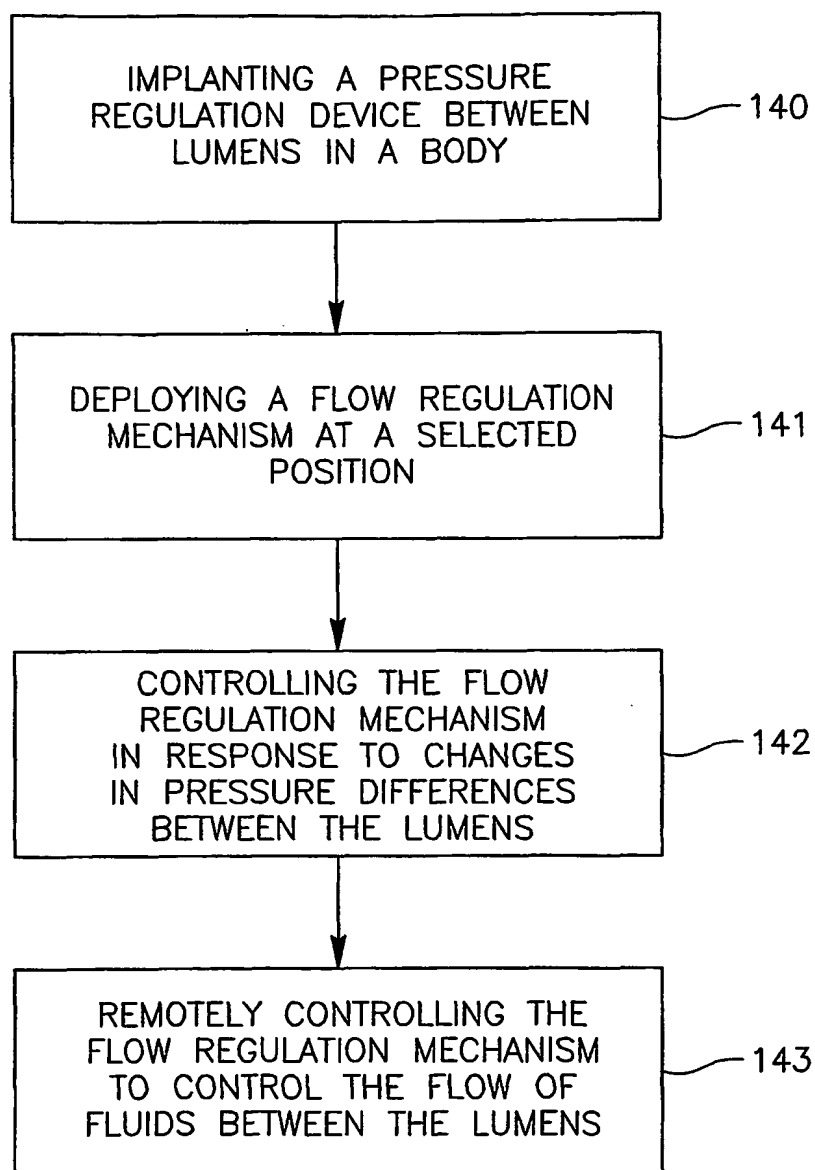 IMPLANTING A PRESSURE
REGULATION DEVICE BETWEEN
LUMENS IN A BODY
140
DEPLOYING A FLOW REGULATION
MECHANISM AT A SELECTED
POSITION
141
CONTROLLING THE FLOW
REGULATION MECHANISM
IN RESPONSE TO CHANGES
IN PRESSURE DIFFERENCES
BETWEEN THE LUMENS
142
REMOTELY CONTROLLING THE
FLOW REGULATION MECHANISM
TO CONTROL THE FLOW OF
FLUIDS BETWEEN THE LUMENS
143